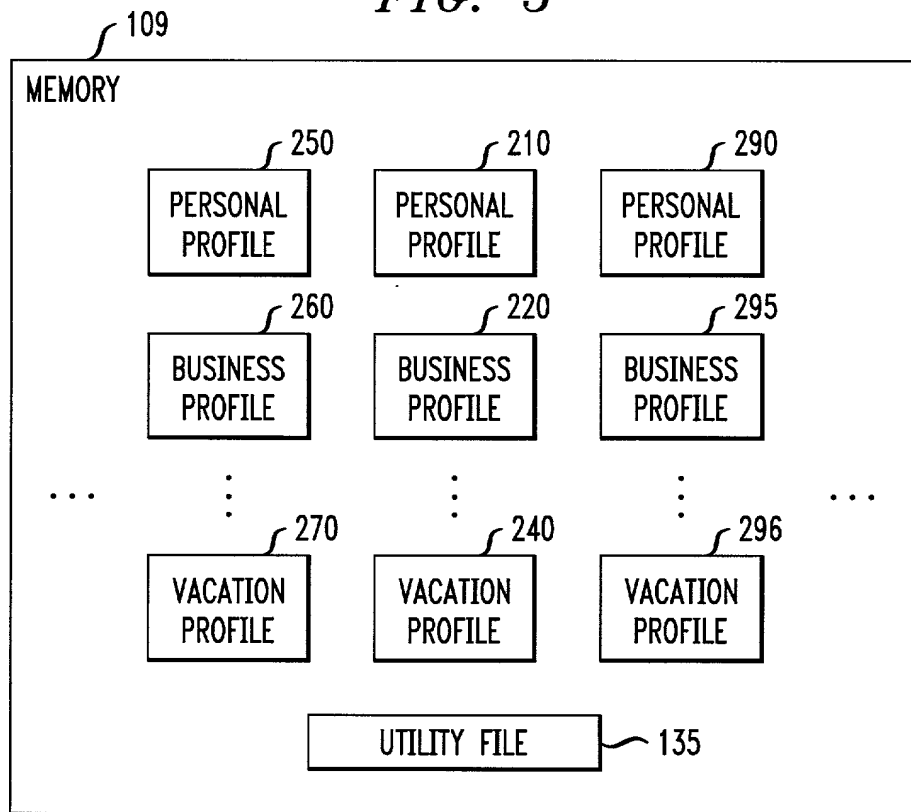 109
MEMORY
250 210 290
PERSONAL PROFILE PERSONAL PROFILE PERSONAL PROFILE
260 220 295
BUSINESS PROFILE BUSINESS PROFILE BUSINESS PROFILE
... ...
270 240 296
VACATION PROFILE VACATION PROFILE VACATION PROFILE
UTILITY FILE 135